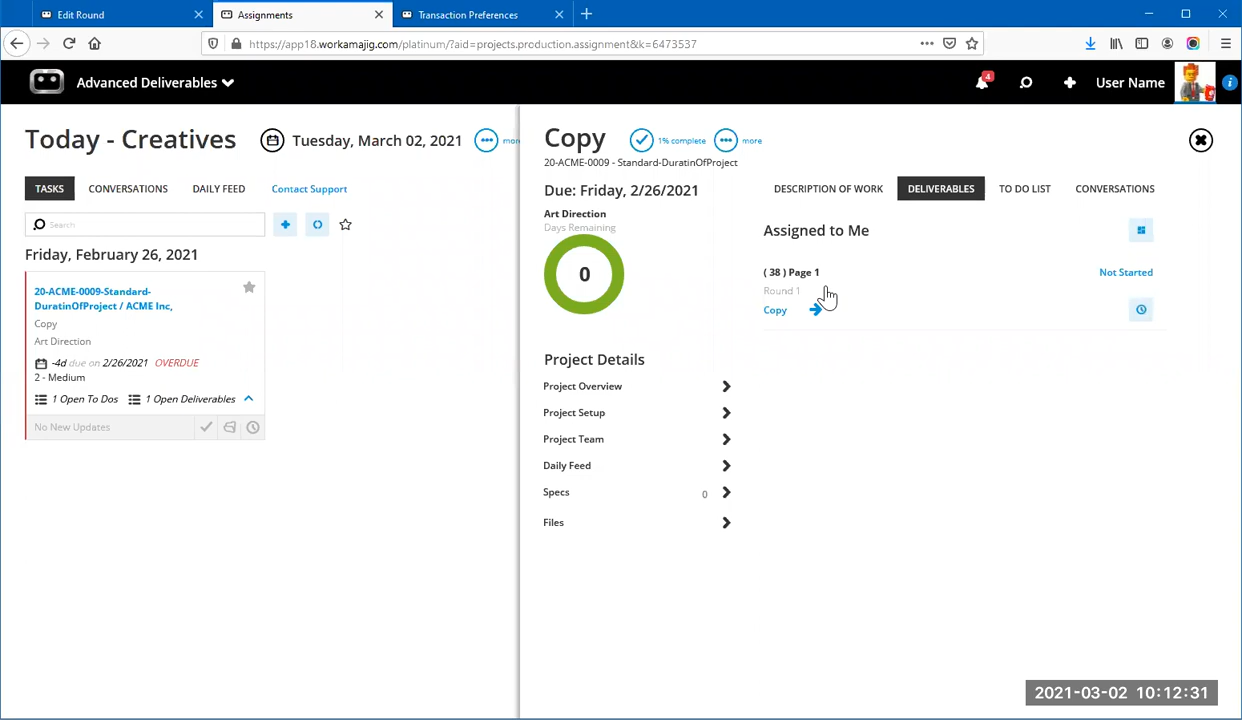 Edit Round
Assignments
Transaction Preferences
https://app18.workamajig.com/platinum/?aid=projects.production.assignment&k=6473537
Advanced Deliverables
4
User Name
i
Today - Creatives
Tuesday, March 02, 2021
more
TASKS
CONVERSATIONS
DAILY FEED
Contact Support
Search
Friday, February 26, 2021
20-ACME-0009-Standard-
DuratinOfProject / ACME Inc,
Copy
Art Direction
-4d due on 2/26/2021 OVERDUE
2 - Medium
1 Open To Dos
1 Open Deliverables
No New Updates
Copy
1% complete
more
20-ACME-0009 - Standard-DuratinOfProject
Due: Friday, 2/26/2021
Art Direction
Days Remaining
0
Project Details
Project Overview
Project Setup
Project Team
Daily Feed
Specs 0
Files
DESCRIPTION OF WORK
DELIVERABLES
TO DO LIST
CONVERSATIONS
Assigned to Me
( 38 ) Page 1
Not Started
Round 1
Copy
2021-03-02 10:12:31